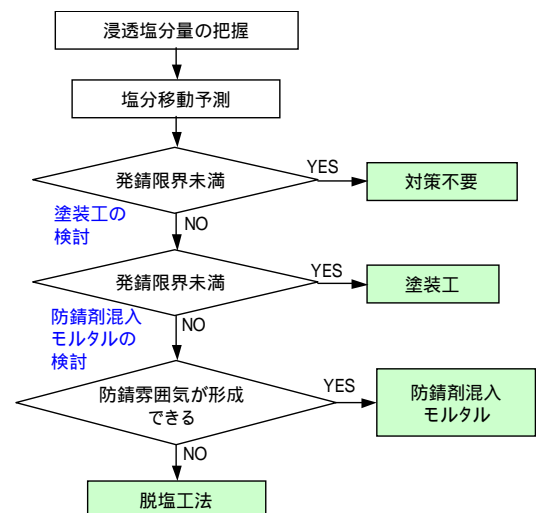 浸透塩分量の把握
塩分移動予測
発錆限界未満
YES
対策不要
塗装工の
検討
NO
発錆限界未満
YES
塗装工
防錆剤混入
モルタルの
検討
NO
防錆雰囲気が形成
できる
YES
防錆剤混入
モルタル
NO
脱塩工法